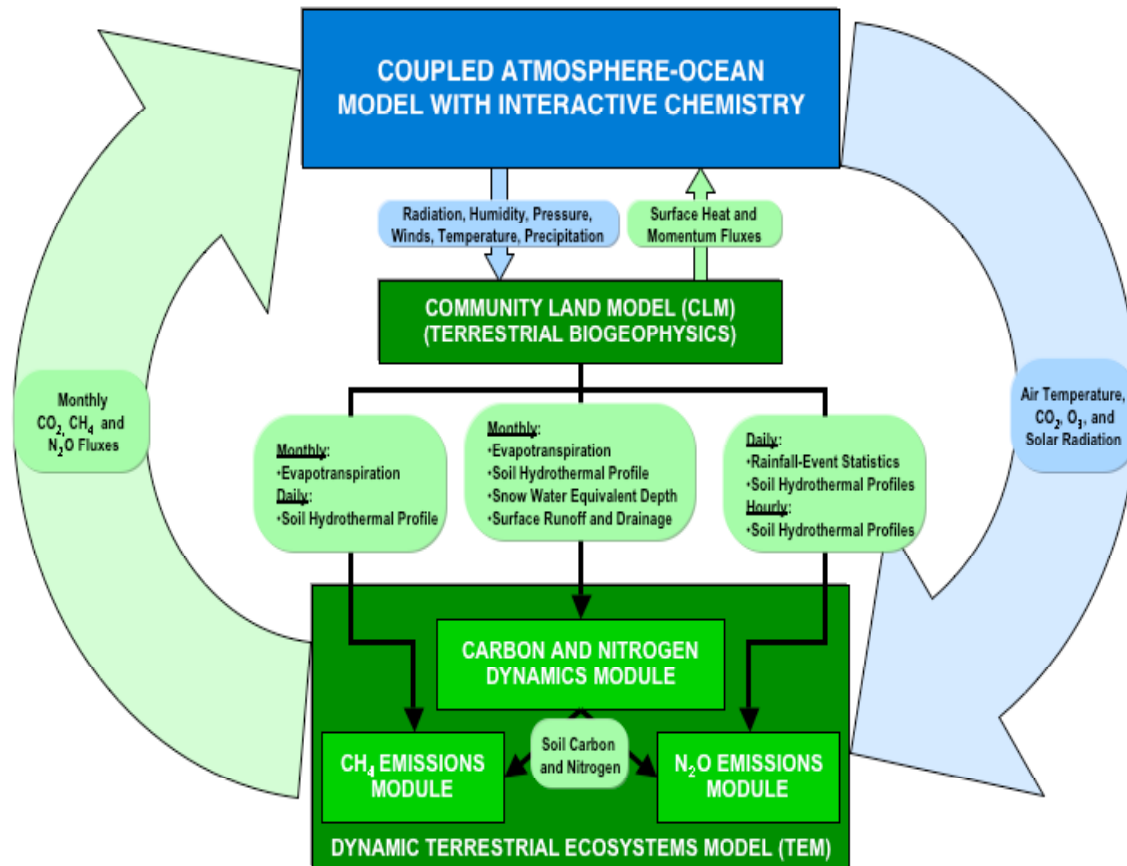 COUPLED ATMOSPHERE-OCEAN
MODEL WITH INTERACTIVE CHEMISTRY
Radiation, Humidity, Pressure,
Winds, Temperature, Precipitation
Surface Heat and
Momentum Fluxes
COMMUNITY LAND MODEL (CLM)
(TERRESTRIAL BIOGEOPHYSICS)
Monthly
CO₂, CH₄ and
N₂O Fluxes
Air Temperature,
CO₂, O₃, and
Solar Radiation
Monthly:
•Evapotranspiration
Daily:
•Soil Hydrothermal Profile
Monthly:
•Evapotranspiration
•Soil Hydrothermal Profile
•Snow Water Equivalent Depth
•Surface Runoff and Drainage
Daily:
•Rainfall-Event Statistics
•Soil Hydrothermal Profiles
Hourly:
•Soil Hydrothermal Profiles
CARBON AND NITROGEN
DYNAMICS MODULE
Soil Carbon
and Nitrogen
CH₄ EMISSIONS
MODULE
N₂O EMISSIONS
MODULE
DYNAMIC TERRESTRIAL ECOSYSTEMS MODEL (TEM)